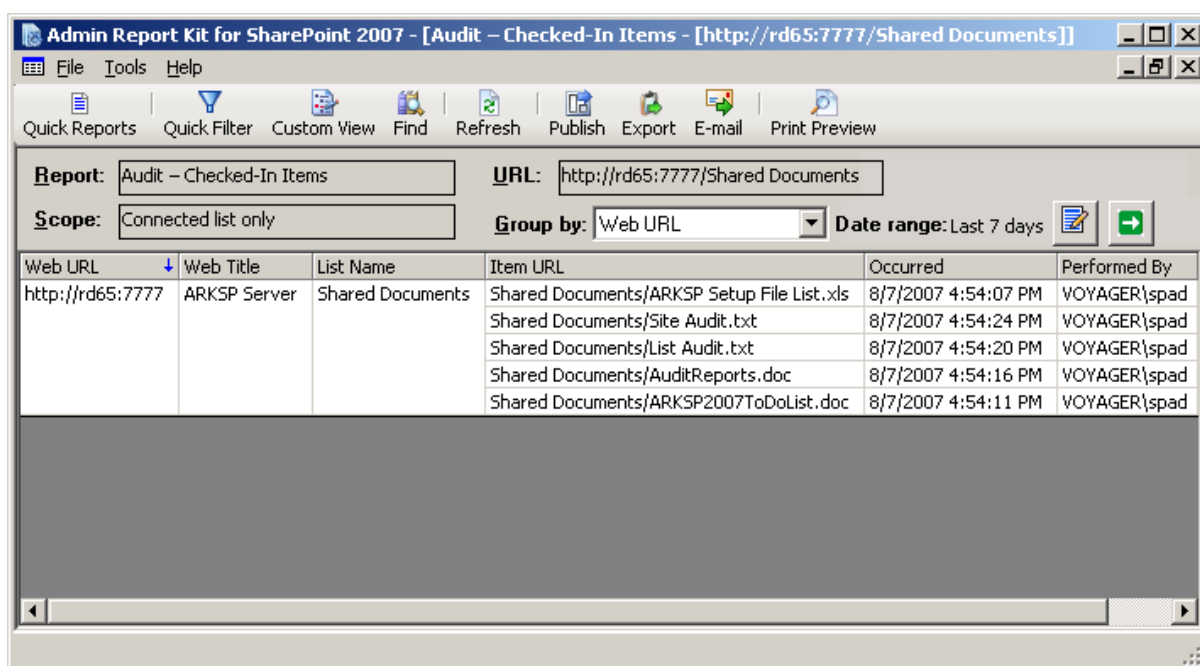 Admin Report Kit for SharePoint 2007 - [Audit – Checked-In Items - [http://rd65:7777/Shared Documents]]
File Tools Help
Quick Reports Quick Filter Custom View Find Refresh Publish Export E-mail Print Preview
Report: Audit – Checked-In Items URL: http://rd65:7777/Shared Documents
Scope: Connected list only Group by: Web URL Date range: Last 7 days
Web URL Web Title List Name Item URL Occurred Performed By
http://rd65:7777 ARKSP Server Shared Documents Shared Documents/ARKSP Setup File List.xls 8/7/2007 4:54:07 PM VOYAGER\spad
Shared Documents/Site Audit.txt 8/7/2007 4:54:24 PM VOYAGER\spad
Shared Documents/List Audit.txt 8/7/2007 4:54:20 PM VOYAGER\spad
Shared Documents/AuditReports.doc 8/7/2007 4:54:16 PM VOYAGER\spad
Shared Documents/ARKSP2007ToDoList.doc 8/7/2007 4:54:11 PM VOYAGER\spad